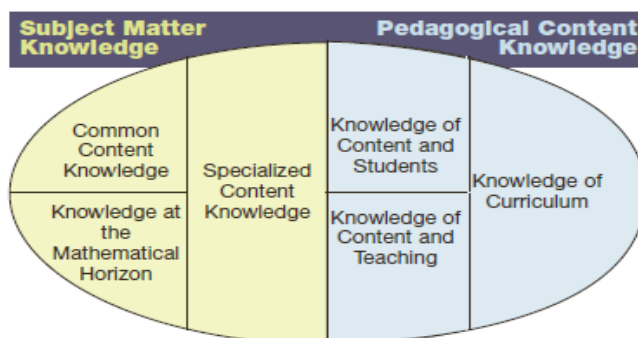 Subject Matter
Knowledge
Pedagogical Content
Knowledge
Common
Content
Knowledge
Knowledge at
the
Mathematical
Horizon
Specialized
Content
Knowledge
Knowledge of
Content and
Students
Knowledge of
Content and
Teaching
Knowledge of
Curriculum